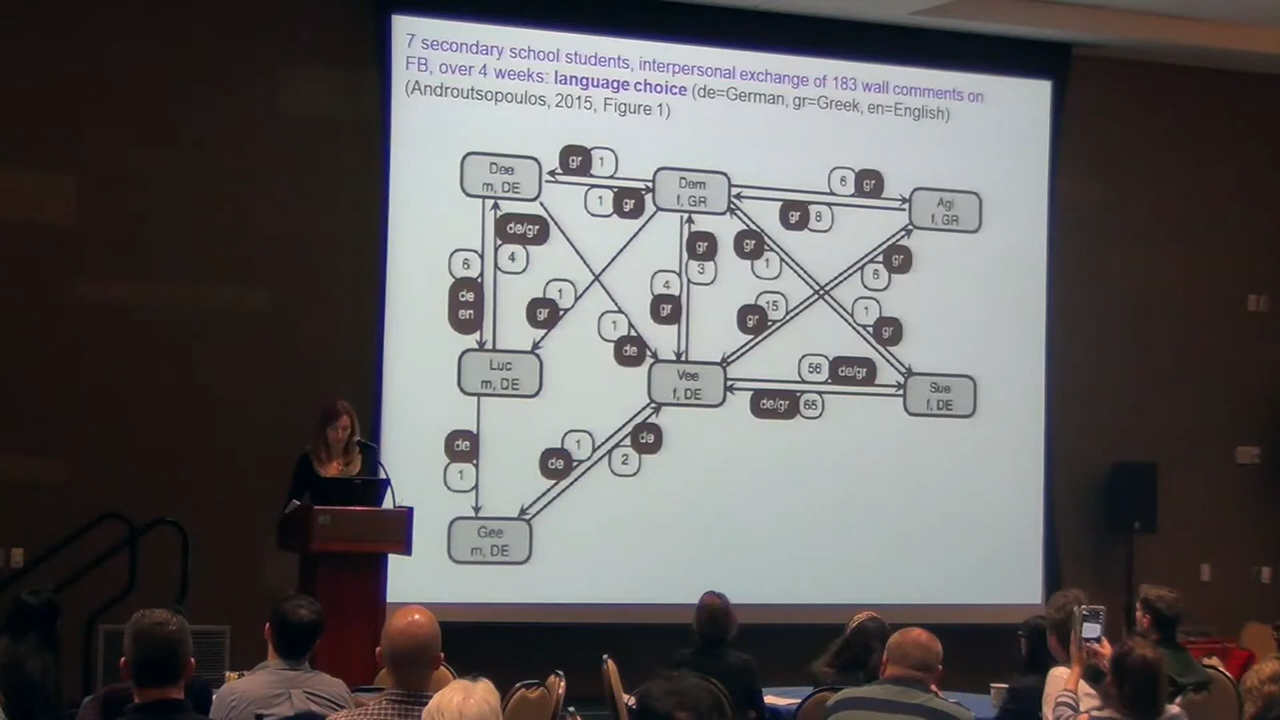 7 secondary school students, interpersonal exchange of 183 wall comments on
FB, over 4 weeks: language choice (de=German, gr=Greek, en=English)
(Androutsopoulos, 2015, Figure 1)
gr 1
Dee
m, DE
Dem
f, GR
6 gr
1 gr
Agi
f, GR
gr 8
de/gr
4
gr
3
gr
1
gr
6
6
de
en
4
gr
1
gr
15
gr
1
gr
1
de
Luc
m, DE
Vee
f, DE
56 de/gr
Sue
f, DE
de/gr 65
de
1
1
de
de
2
Gee
m, DE